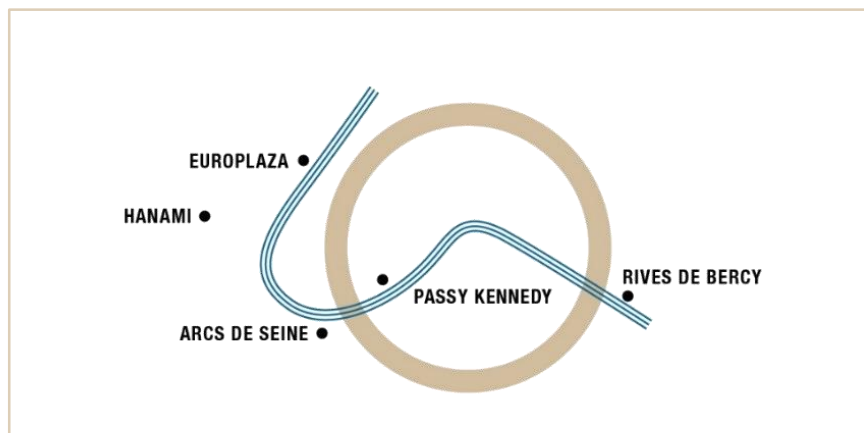 EUROPLAZA
HANAMI
RIVES DE BERCY
PASSY KENNEDY
ARCS DE SEINE